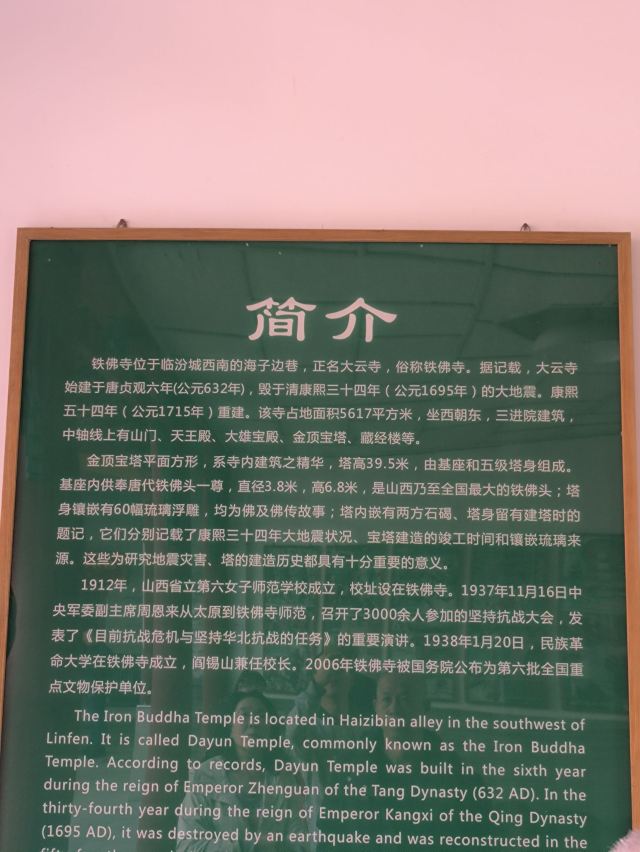 简介
铁佛寺位于临汾城西南的海子边巷，正名大云寺，俗称铁佛寺。据记载，大云寺
始建于唐贞观六年(公元632年)，毁于清康熙三十四年（公元1695年）的大地震。康熙
五十四年（公元1715年）重建。该寺占地面积5617平方米，坐西朝东，三进院建筑，
中轴线上有山门、天王殿、大雄宝殿、金顶宝塔、藏经楼等。
金顶宝塔平面方形，系寺内建筑之精华，塔高39.5米，由基座和五级塔身组成。
基座内供奉唐代铁佛头一尊，直径3.8米，高6.8米，是山西乃至全国最大的铁佛头；塔
身镶嵌有60幅琉璃浮雕，均为佛及佛传故事；塔内嵌有两方石碣、塔身留有建塔时的
题记，它们分别记载了康熙三十四年大地震状况、宝塔建造的竣工时间和镶嵌琉璃来
源。这些为研究地震灾害、塔的建造历史都具有十分重要的意义。
1912年，山西省立第六女子师范学校成立，校址设在铁佛寺。1937年11月16日中
央军委副主席周恩来从太原到铁佛寺师范，召开了3000余人参加的坚持抗战大会，发
表了《目前抗战危机与坚持华北抗战的任务》的重要演讲。1938年1月20日，民族革
命大学在铁佛寺成立，阎锡山兼任校长。2006年铁佛寺被国务院公布为第六批全国重
点文物保护单位。
The Iron Buddha Temple is located in Haizibian alley in the southwest of
Linfen. It is called Dayun Temple, commonly known as the Iron Buddha
Temple. According to records, Dayun Temple was built in the sixth year
during the reign of Emperor Zhenguan of the Tang Dynasty (632 AD). In the
thirty-fourth year during the reign of Emperor Kangxi of the Qing Dynasty
(1695 AD), it was destroyed by an earthquake and was reconstructed in the